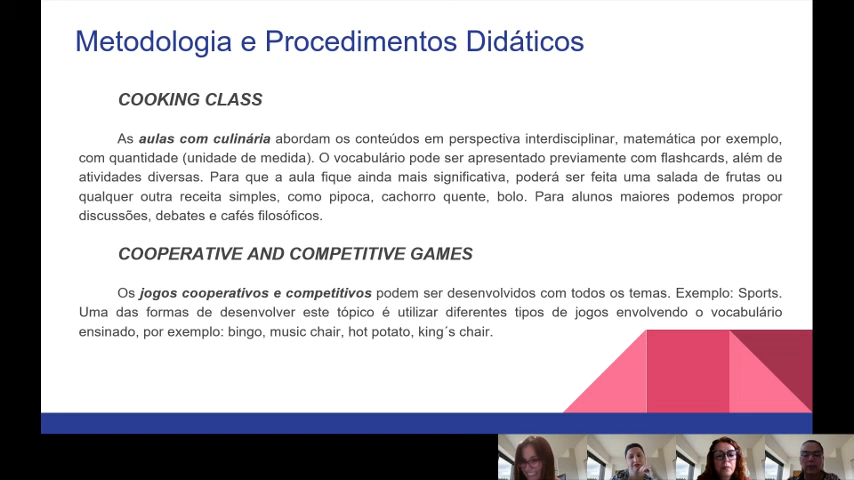 Metodologia e Procedimentos Didáticos
COOKING CLASS
As aulas com culinária abordam os conteúdos em perspectiva interdisciplinar, matemática por exemplo,
com quantidade (unidade de medida). O vocabulário pode ser apresentado previamente com flashcards, além de
atividades diversas. Para que a aula fique ainda mais significativa, poderá ser feita uma salada de frutas ou
qualquer outra receita simples, como pipoca, cachorro quente, bolo. Para alunos maiores podemos propor
discussões, debates e cafés filosóficos.
COOPERATIVE AND COMPETITIVE GAMES
Os jogos cooperativos e competitivos podem ser desenvolvidos com todos os temas. Exemplo: Sports.
Uma das formas de desenvolver este tópico é utilizar diferentes tipos de jogos envolvendo o vocabulário
ensinado, por exemplo: bingo, music chair, hot potato, king´s chair.